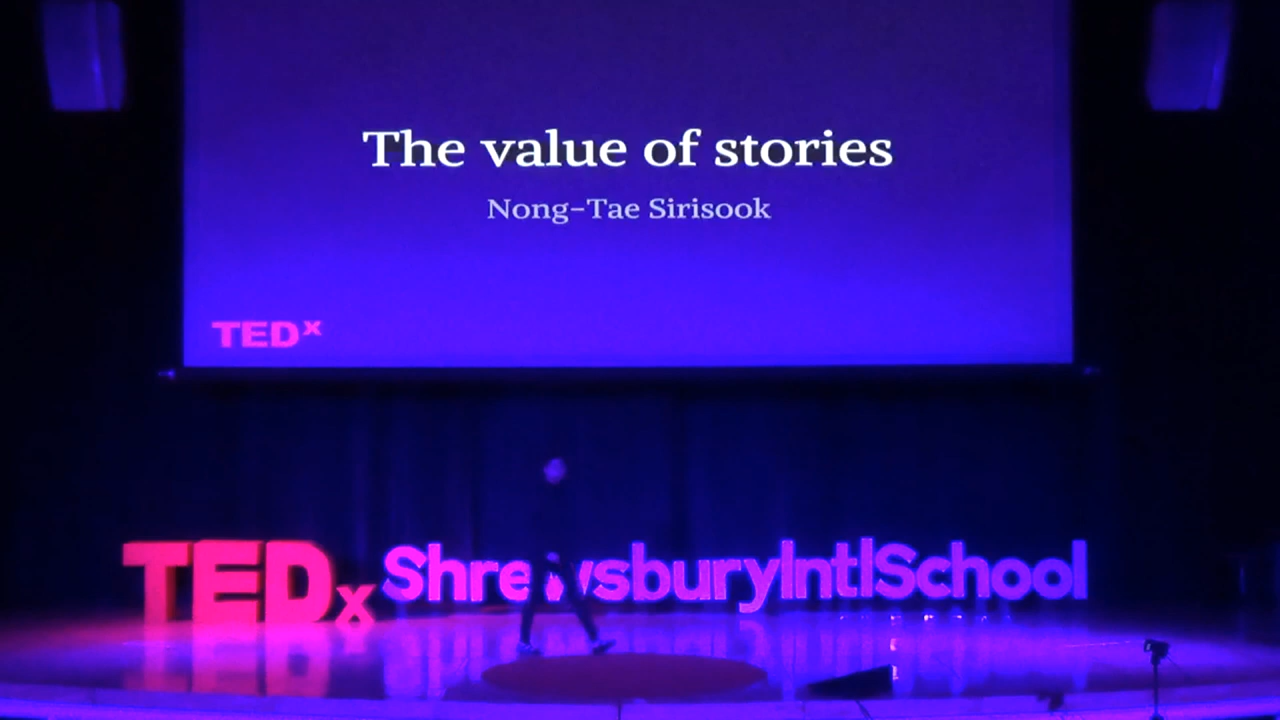 The value of stories
Nong-Tae Sirisook
TEDx
TEDxShrewsburyIntlSchool